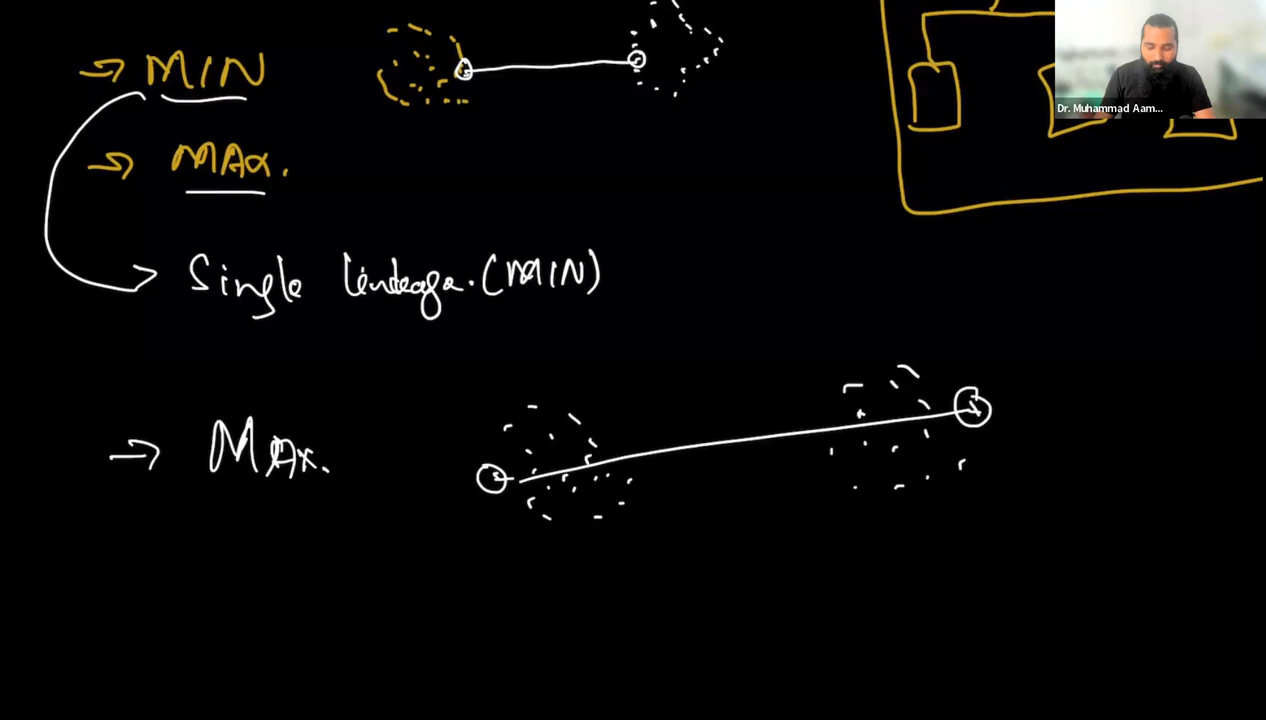 → MIN
→ MAX.
→ Single linkage. (MIN)
→ MAX.
Dr. Muhammad Aam...